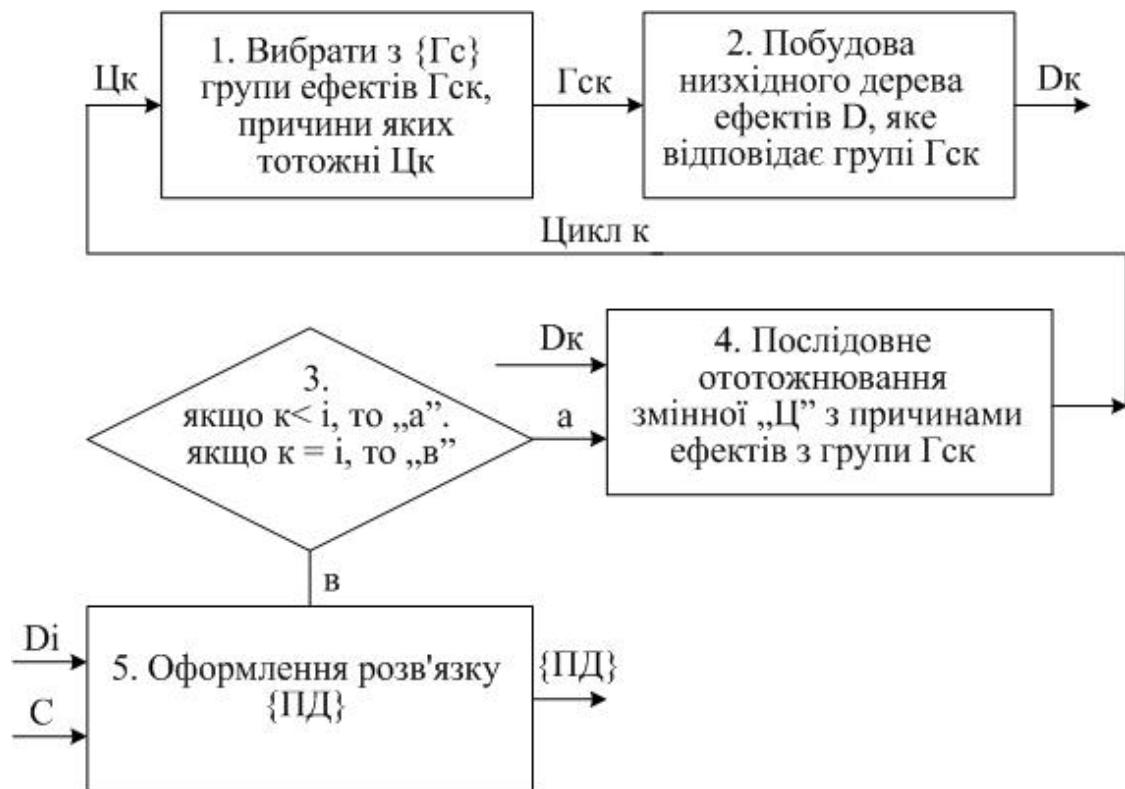 Цк
1. Вибрати з {Гс}
групи ефектів Гск,
причини яких
тотожні Цк
Гск
2. Побудова
низхідного дерева
ефектів D, яке
відповідає групі Гск
Dк
Цикл к
3.
якщо к< і, то „а”.
якщо к = і, то „в”
а
Dк
4. Послідовне
ототожнювання
змінної „Ц” з причинами
ефектів з групи Гск
в
Di
С
5. Оформлення розв'язку
{ПД}
{ПД}